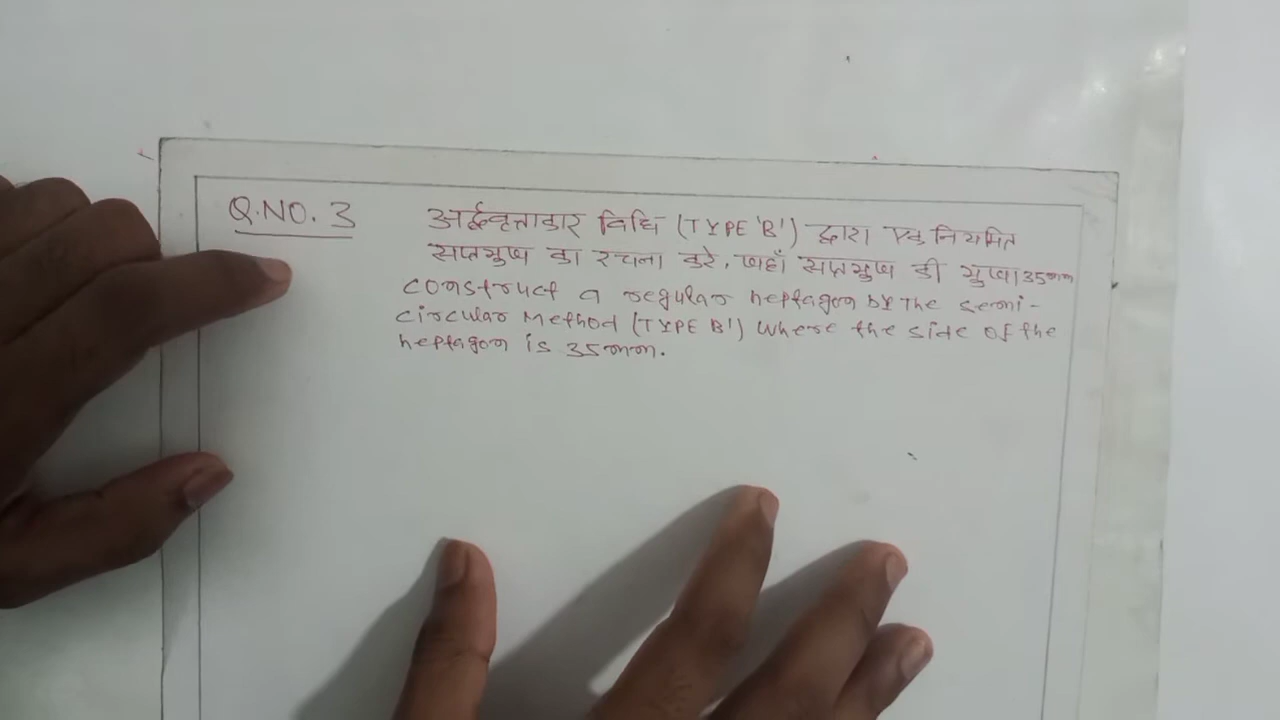 Q.NO. 3
अर्द्धवृत्ताकार विधि (TYPE 'B') द्वारा एक नियमित
सप्तभुज का रचना करे, जहाँ सप्तभुज की भुजा 35mm
construct a regular heptagon by The semi-
circular Method (TYPE B') Where the side of the
heptagon is 35mm.